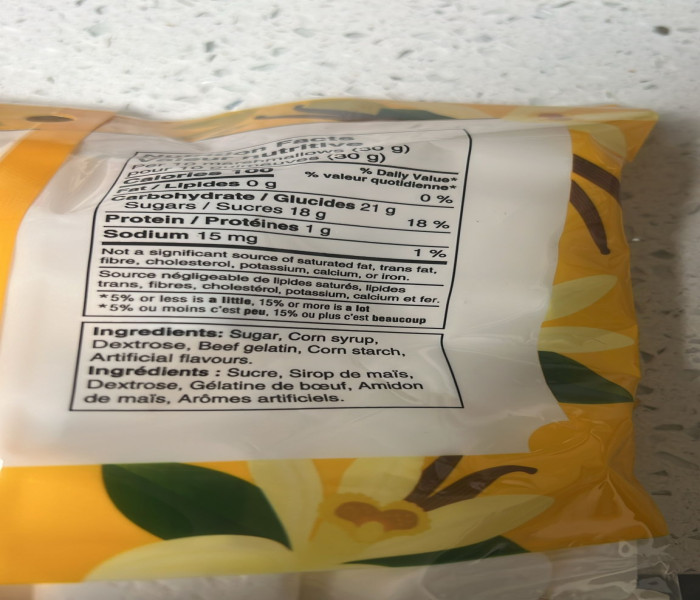 Facts
nutritive
(30 g)
(30 g)
Calories 100
% Daily Value*
% valeur quotidienne*
Fat / Lipides 0 g 0 %
Carbohydrate / Glucides 21 g
Sugars / Sucres 18 g 18 %
Protein / Protéines 1 g
Sodium 15 mg 1 %
Not a significant source of saturated fat, trans fat,
fibre, cholesterol, potassium, calcium, or iron.
Source négligeable de lipides saturés, lipides
trans, fibres, cholestérol, potassium, calcium et fer.
*5% or less is a little, 15% or more is a lot
*5% ou moins c'est peu, 15% ou plus c'est beaucoup
Ingredients: Sugar, Corn syrup,
Dextrose, Beef gelatin, Corn starch,
Artificial flavours.
Ingrédients : Sucre, Sirop de maïs,
Dextrose, Gélatine de bœuf, Amidon
de maïs, Arômes artificiels.